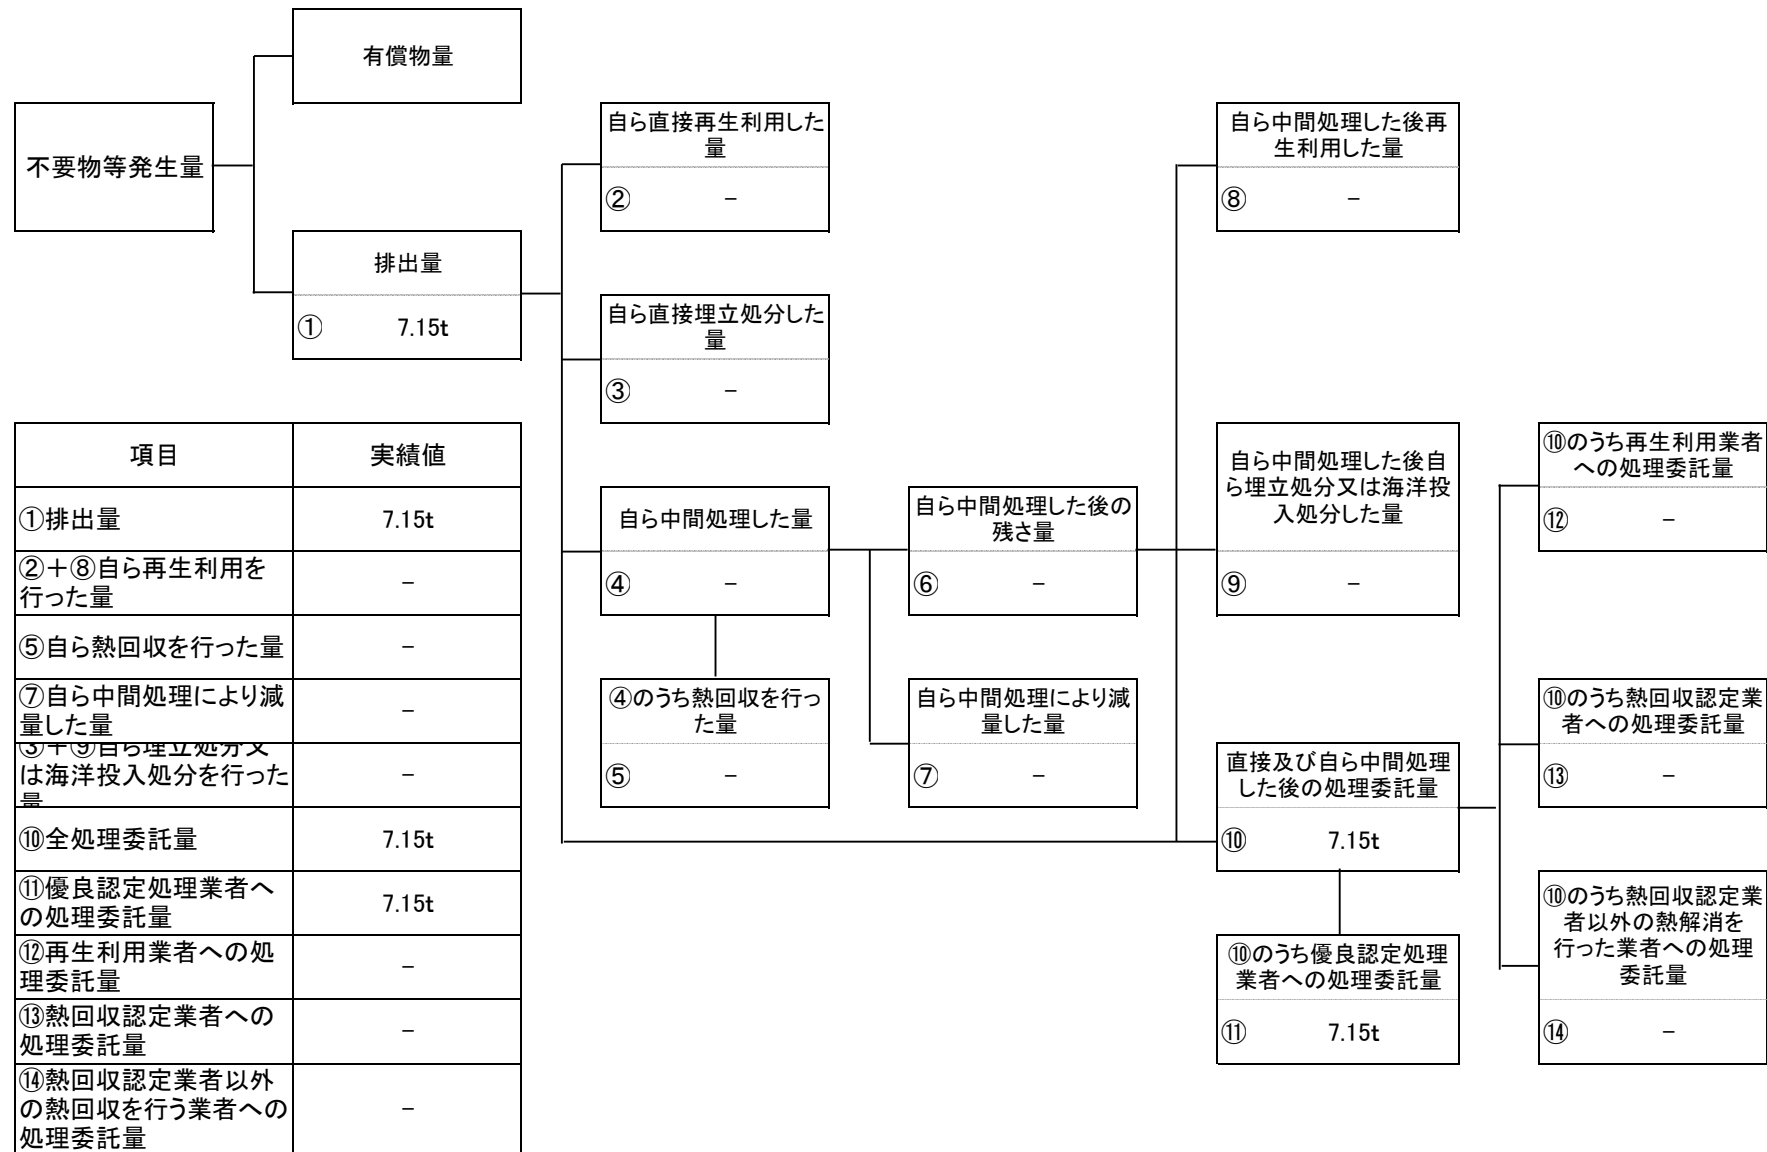 有償物量
不要物等発生量
排出量
① 7.15t
自ら直接再生利用した
量
② −
自ら直接埋立処分した
量
③ −
自ら中間処理した量
④ −
④のうち熱回収を行っ
た量
⑤ −
自ら中間処理した後の
残さ量
⑥ −
自ら中間処理により減
量した量
⑦ −
自ら中間処理した後再
生利用した量
⑧ −
自ら中間処理した後自
ら埋立処分又は海洋投
入処分した量
⑨ −
直接及び自ら中間処理
した後の処理委託量
⑩ 7.15t
⑩のうち優良認定処理
業者への処理委託量
⑪ 7.15t
⑩のうち再生利用業者
への処理委託量
⑫ −
⑩のうち熱回収認定業
者への処理委託量
⑬ −
⑩のうち熱回収認定業
者以外の熱解消を
行った業者への処理
委託量
⑭ −
項目 実績値
①排出量 7.15t
②＋⑧自ら再生利用を
行った量 −
⑤自ら熱回収を行った量 −
⑦自ら中間処理により減
量した量 −
③＋⑨自ら埋立処分又
は海洋投入処分を行った
量 −
⑩全処理委託量 7.15t
⑪優良認定処理業者へ
の処理委託量 7.15t
⑫再生利用業者への処
理委託量 −
⑬熱回収認定業者への
処理委託量 −
⑭熱回収認定業者以外
の熱回収を行う業者への
処理委託量 −